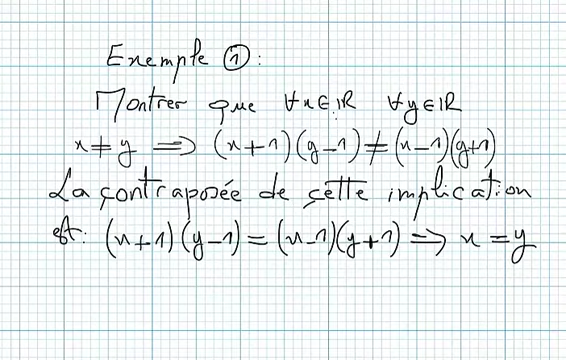 Exemple ①:
Montrer que ∀x∈ℝ ∀y∈ℝ
x≠y ⟹ (x+1)(y-1)≠(x-1)(y+1)
La contraposée de cette implication
est: (x+1)(y-1)=(x-1)(y+1)⟹ x=y